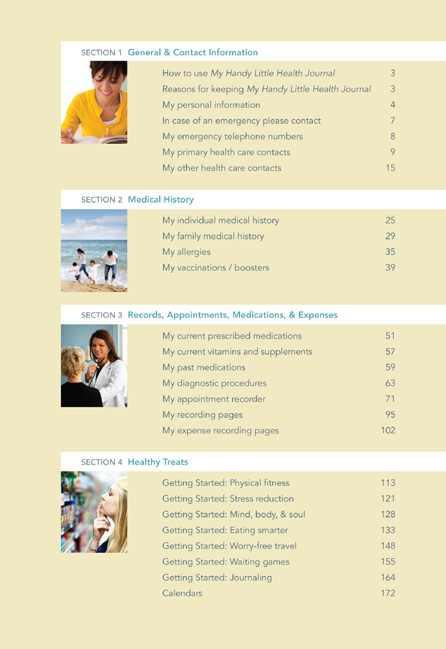 SECTION 1 General & Contact Information
How to use My Handy Little Health Journal 3
Reasons for keeping My Handy Little Health Journal 3
My personal information 4
In case of an emergency please contact 7
My emergency telephone numbers 8
My primary health care contacts 9
My other health care contacts 15
SECTION 2 Medical History
My individual medical history 25
My family medical history 29
My allergies 35
My vaccinations / boosters 39
SECTION 3 Records, Appointments, Medications, & Expenses
My current prescribed medications 51
My current vitamins and supplements 57
My past medications 59
My diagnostic procedures 63
My appointment recorder 71
My recording pages 95
My expense recording pages 102
SECTION 4 Healthy Treats
Getting Started: Physical fitness 113
Getting Started: Stress reduction 121
Getting Started: Mind, body, & soul 128
Getting Started: Eating smarter 133
Getting Started: Worry-free travel 148
Getting Started: Waiting games 155
Getting Started: Journaling 164
Calendars 172